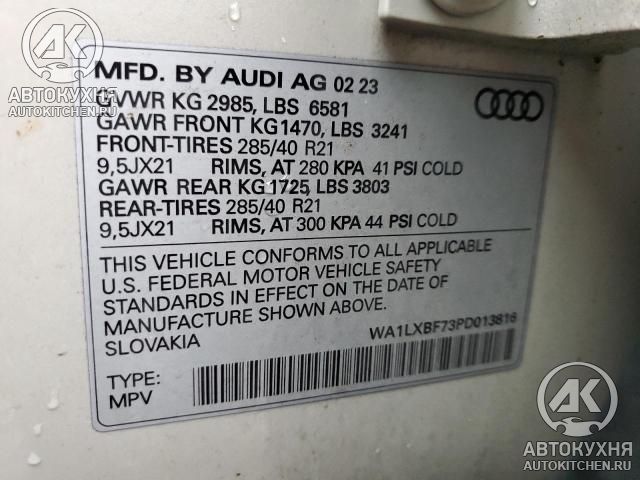 MFD. BY AUDI AG 02 23
GVWR KG 2985, LBS 6581
GAWR FRONT KG1470, LBS 3241
FRONT-TIRES 285/40 R21
9,5JX21 RIMS, AT 280 KPA 41 PSI COLD
GAWR REAR KG1725, LBS 3803
REAR-TIRES 285/40 R21
9,5JX21 RIMS, AT 300 KPA 44 PSI COLD
THIS VEHICLE CONFORMS TO ALL APPLICABLE
U.S. FEDERAL MOTOR VEHICLE SAFETY
STANDARDS IN EFFECT ON THE DATE OF
MANUFACTURE SHOWN ABOVE.
SLOVAKIA
WA1LXBF73PD013816
TYPE:
MPV
AK
АВТОКУХНЯ
AUTOKITCHEN.RU
AK
АВТОКУХНЯ
AUTOKITCHEN.RU